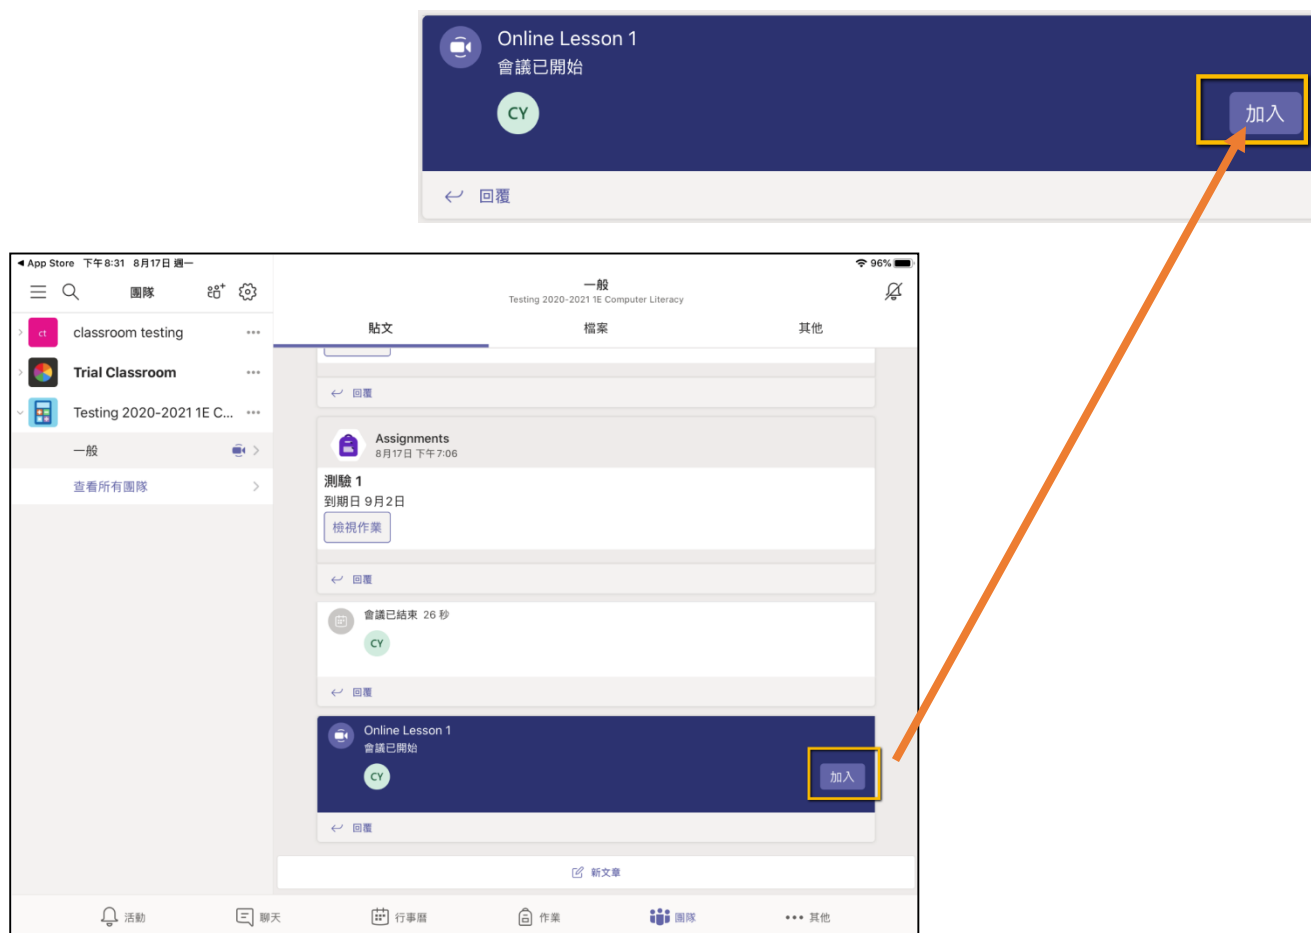 Online Lesson 1
會議已開始
CY
加入
回覆
App Store 下午8:31 8月17日 週一
96%
團隊
一般
Testing 2020-2021 1E Computer Literacy
ct classroom testing
Trial Classroom
Testing 2020-2021 1E C...
一般
查看所有團隊
貼文 檔案 其他
回覆
Assignments
8月17日 下午7:06
測驗 1
到期日 9月2日
檢視作業
回覆
會議已結束 26 秒
CY
回覆
Online Lesson 1
會議已開始
CY
加入
回覆
新文章
活動 聊天 行事曆 作業 團隊 其他